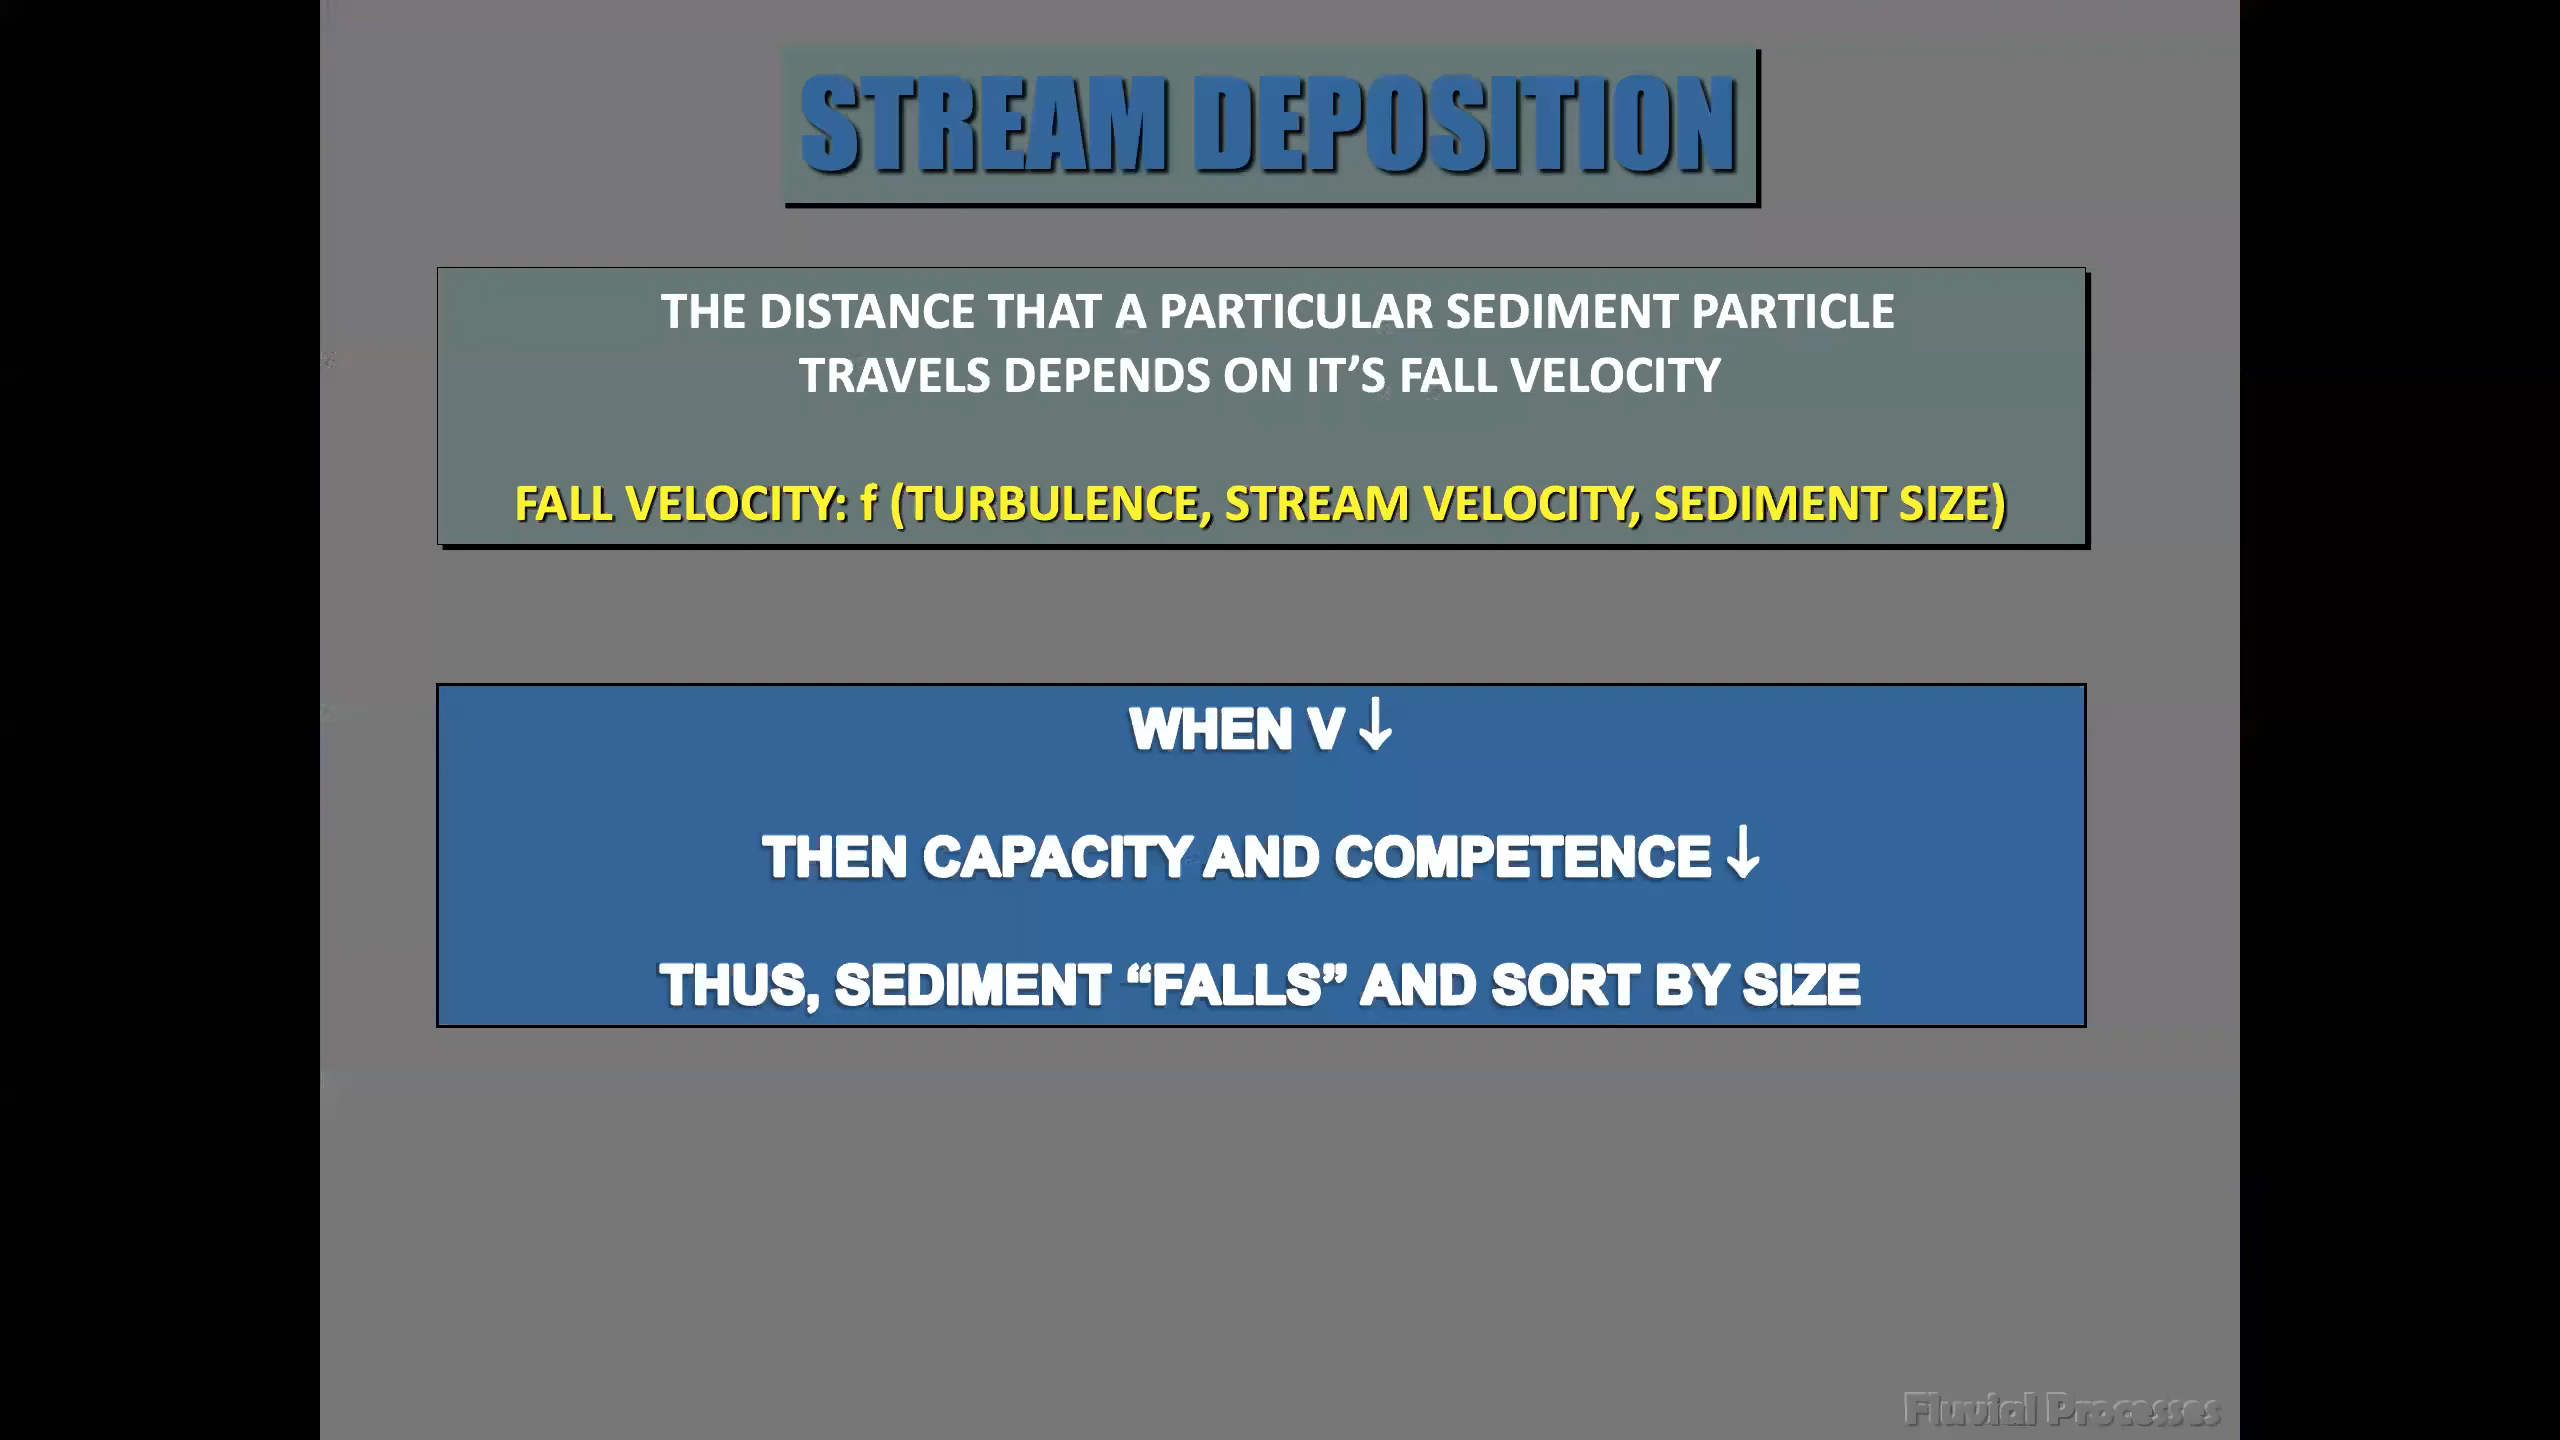 STREAM DEPOSITION
THE DISTANCE THAT A PARTICULAR SEDIMENT PARTICLE
TRAVELS DEPENDS ON IT’S FALL VELOCITY
FALL VELOCITY: f (TURBULENCE, STREAM VELOCITY, SEDIMENT SIZE)
WHEN V ↓
THEN CAPACITY AND COMPETENCE ↓
THUS, SEDIMENT “FALLS” AND SORT BY SIZE
Fluvial Processes